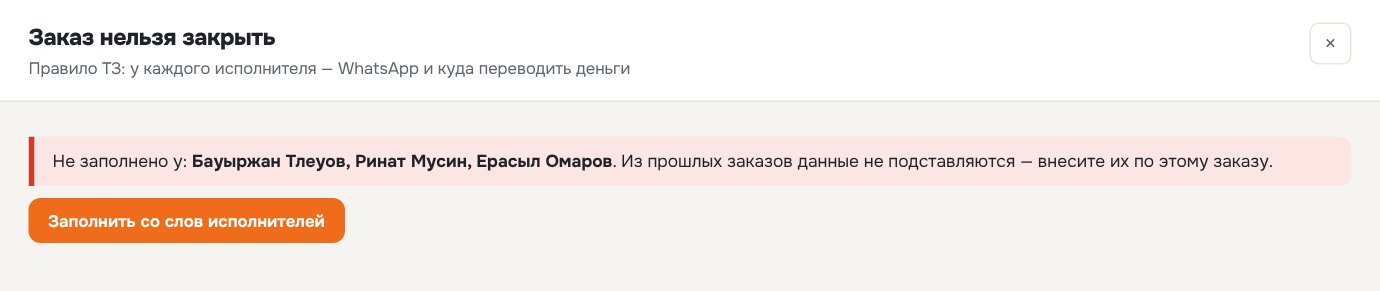 Заказ нельзя закрыть
Правило ТЗ: у каждого исполнителя — WhatsApp и куда переводить деньги
×
Не заполнено у: Бауыржан Тлеуов, Ринат Мусин, Ерасыл Омаров. Из прошлых заказов данные не подставляются — внесите их по этому заказу.
Заполнить со слов исполнителей